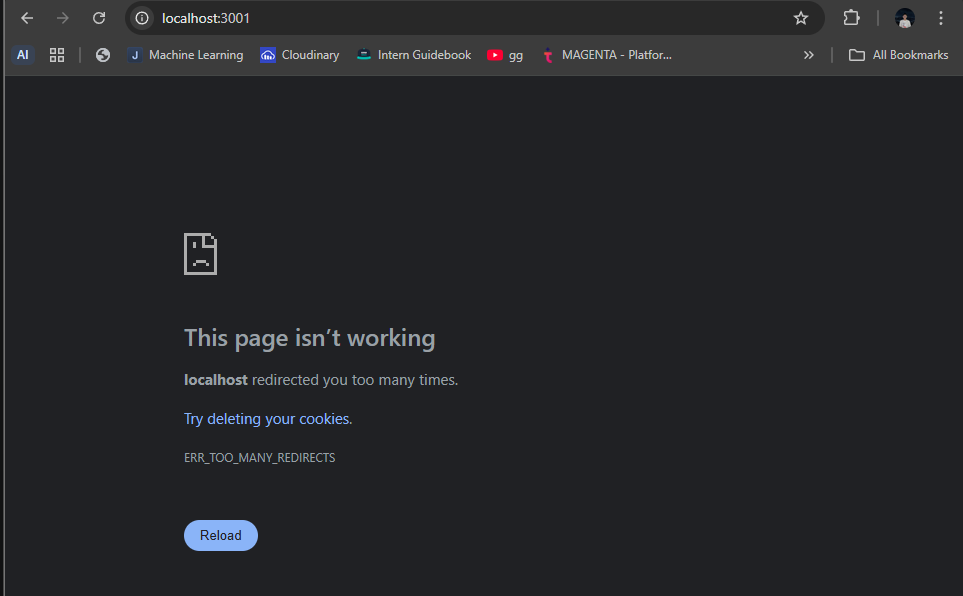 localhost:3001
AI J Machine Learning Cloudinary Intern Guidebook gg t MAGENTA - Platfor... » All Bookmarks
This page isn’t working
localhost redirected you too many times.
Try deleting your cookies.
ERR_TOO_MANY_REDIRECTS
Reload